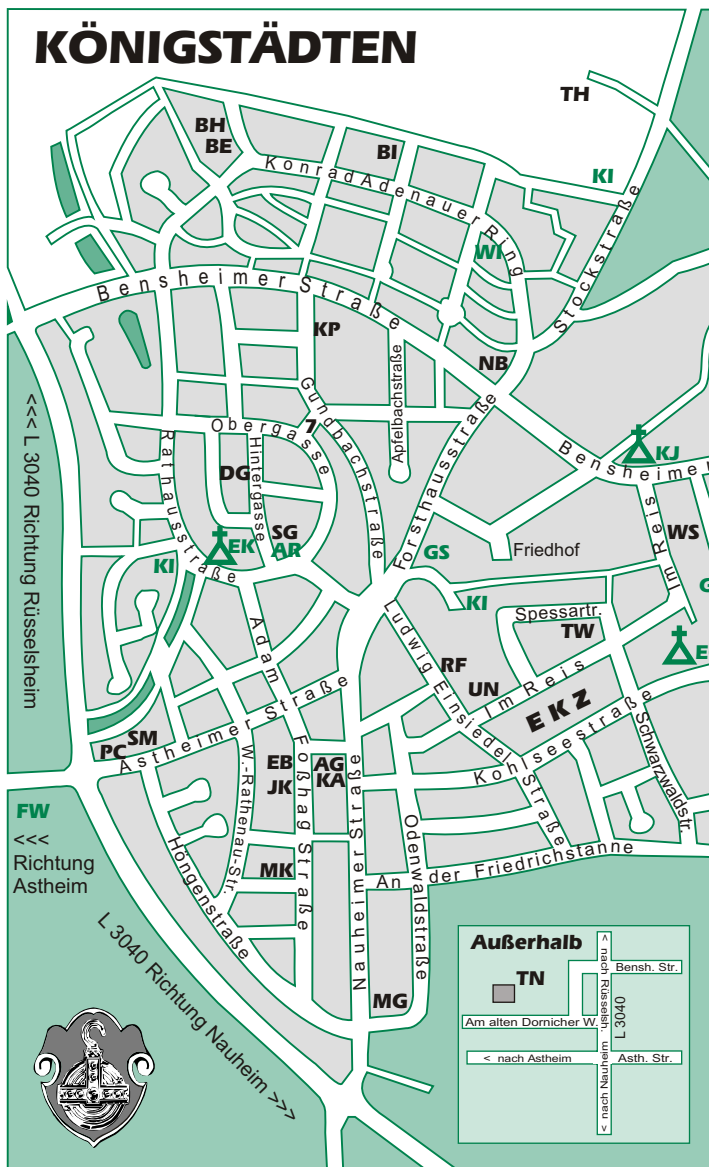 KÖNIGSTÄDTEN
TH
BH
BE
BI
KI
Konrad Adenauer Ring
WI
Stockstraße
Bensheimer Straße
KP
NB
Apfelbachstraße
Gundbachstraße
<<< L 3040 Richtung Rüsselsheim
Obergasse
1
Rathausstraße
Hintergasse
DG
Forsthausstraße
Bensheimer
KJ
SG
AR
EK
KI
GS
Friedhof
WS
Im Reis
G
KI
Spessartr.
TW
E
Adam
Foßhag Straße
Ludwig Einsiedel Straße
RF
UN
Im Reis
EKZ
Astheimer Straße
SM
PC
W.-Rathenau-Str.
EB
JK
AG
KA
Kohlseestraße
Schwarzwaldstr.
FW
<<<
Richtung
Astheim
Höngenstraße
MK
Nauheimer Straße
An der Friedrichstanne
Odenwaldstraße
L 3040 Richtung Nauheim >>>
MG
Außerhalb
TN
Bensh. Str.
< nach Rüsselsh.
L 3040
Am alten Dornicher W.
< nach Astheim
Asth. Str.
< nach Nauheim